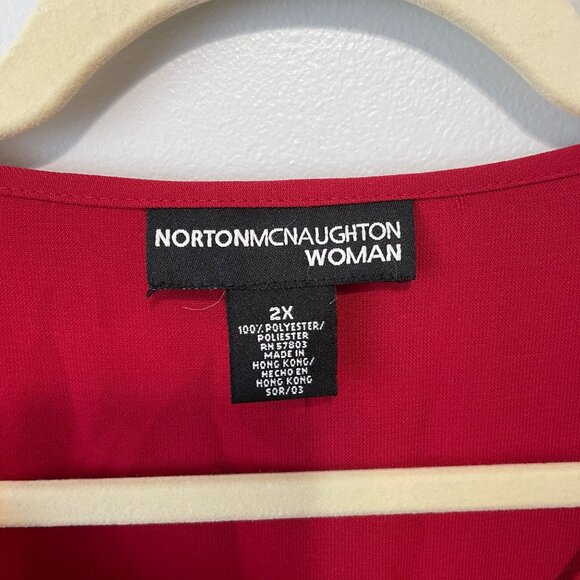 NORTONMCNAUGHTON
WOMAN
2X
100% POLYESTER/
POLIESTER
RN 57803
MADE IN
HONG KONG/
HECHO EN
HONG KONG
SOR/03